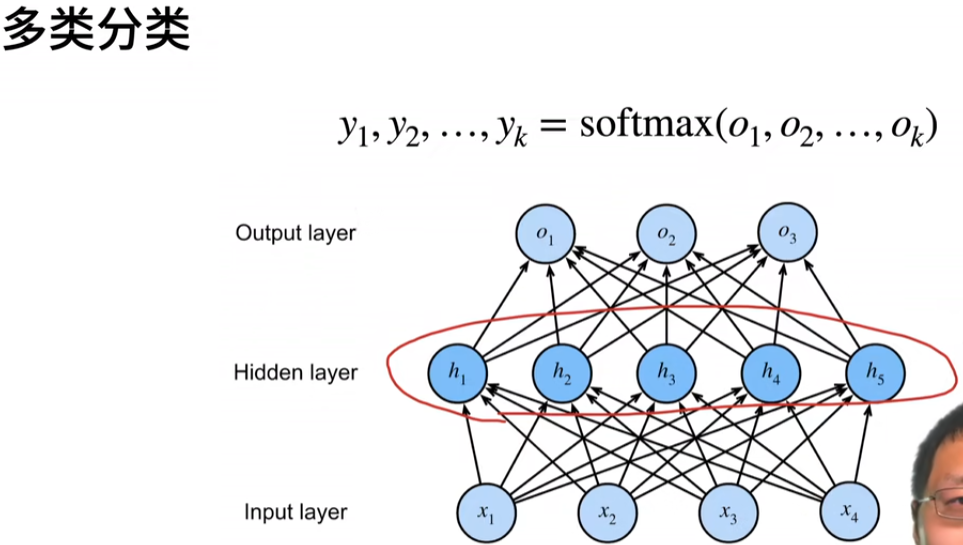 多类分类
y₁, y₂, …, yₖ = softmax(o₁, o₂, …, oₖ)
Output layer o₁ o₂ o₃
Hidden layer h₁ h₂ h₃ h₄ h₅
Input layer x₁ x₂ x₃ x₄